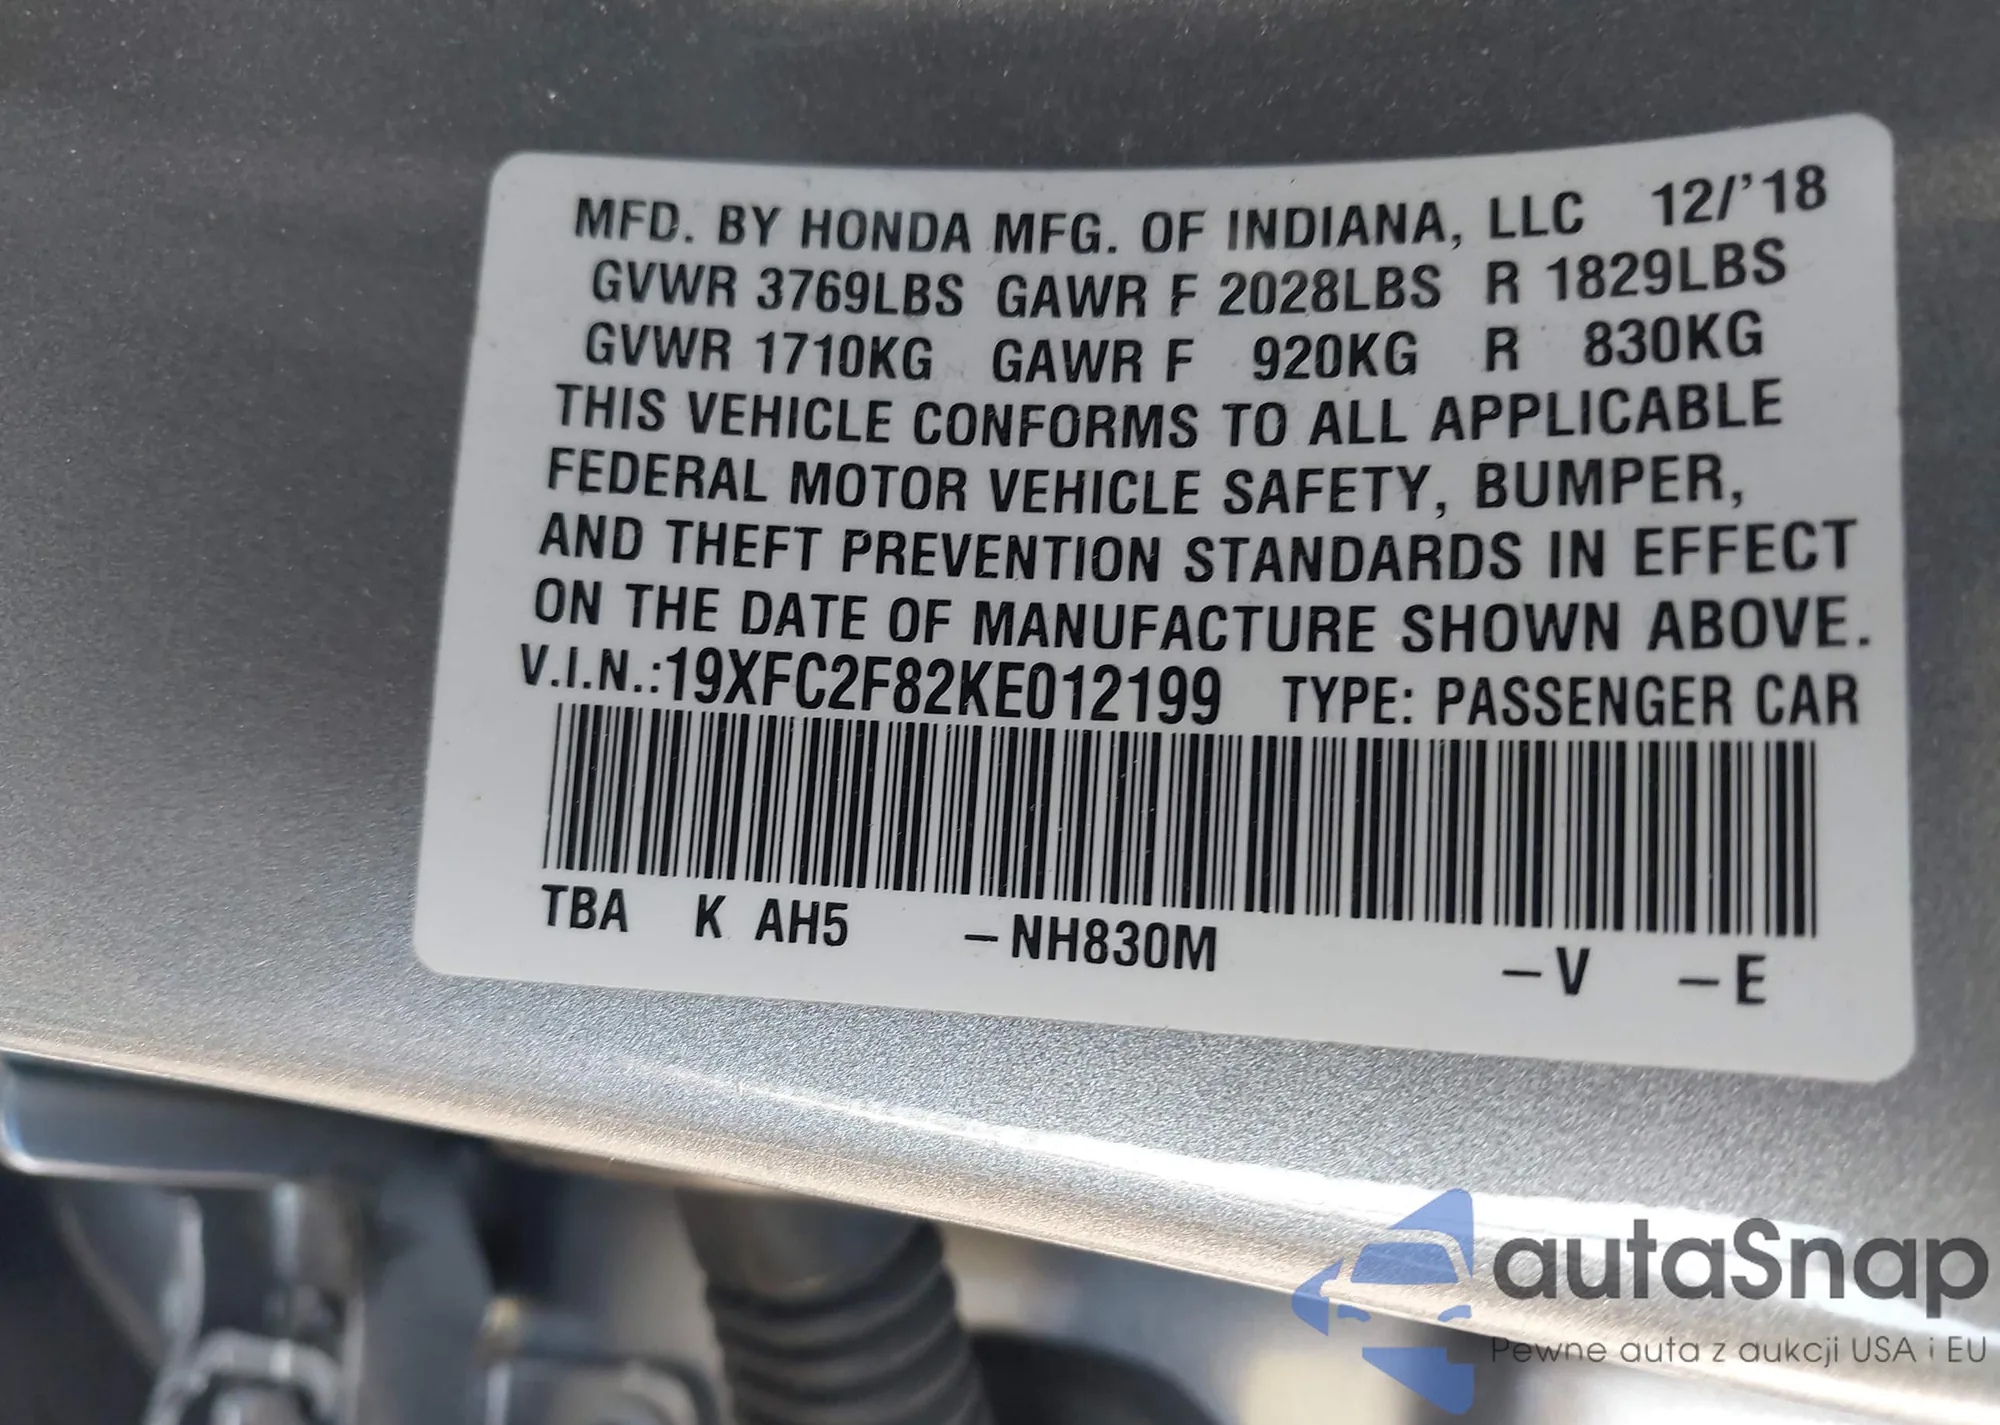 MFD. BY HONDA MFG. OF INDIANA, LLC 12/'18
GVWR 3769LBS GAWR F 2028LBS R 1829LBS
GVWR 1710KG GAWR F 920KG R 830KG
THIS VEHICLE CONFORMS TO ALL APPLICABLE
FEDERAL MOTOR VEHICLE SAFETY, BUMPER,
AND THEFT PREVENTION STANDARDS IN EFFECT
ON THE DATE OF MANUFACTURE SHOWN ABOVE.
V.I.N.:19XFC2F82KE012199 TYPE: PASSENGER CAR
TBA K AH5 –NH830M –V –E
autaSnap
Pewne auta z aukcji USA i EU